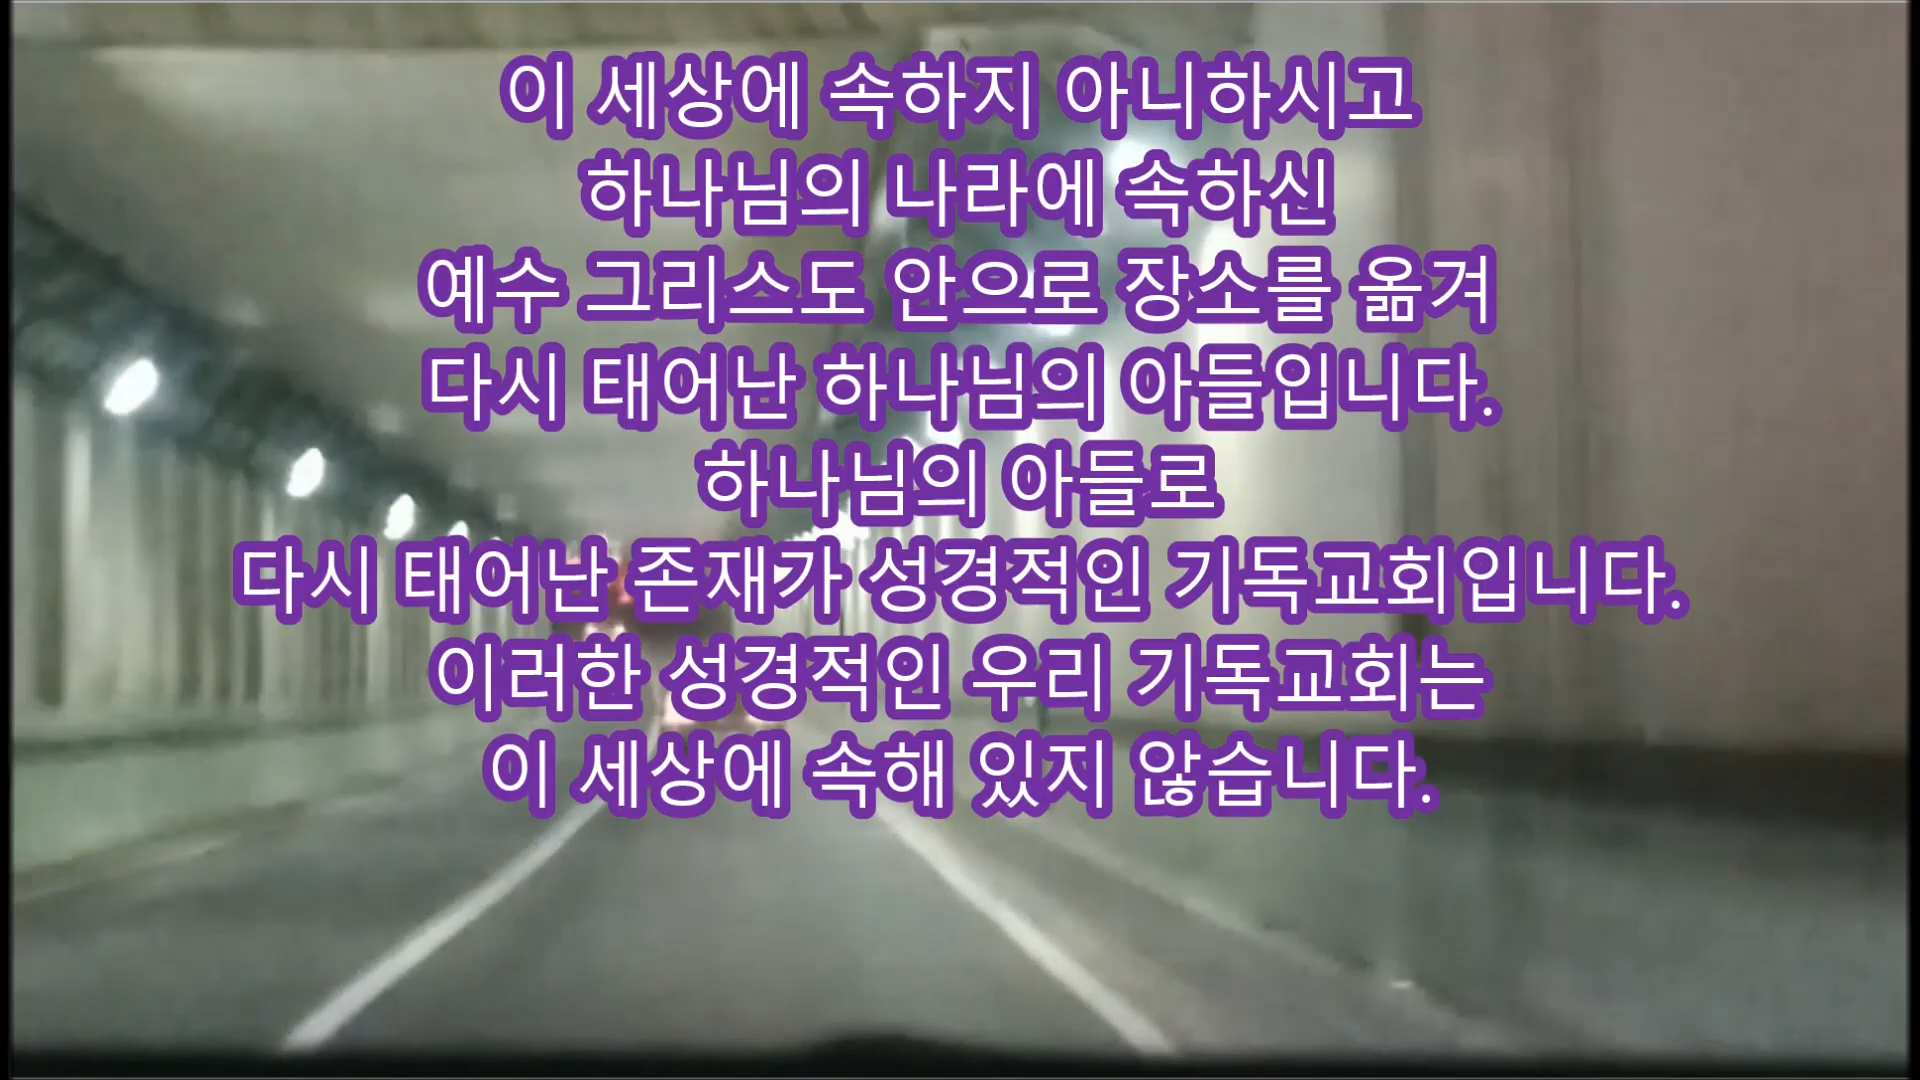 이 세상에 속하지 아니하시고
하나님의 나라에 속하신
예수 그리스도 안으로 장소를 옮겨
다시 태어난 하나님의 아들입니다.
하나님의 아들로
다시 태어난 존재가 성경적인 기독교회입니다.
이러한 성경적인 우리 기독교회는
이 세상에 속해 있지 않습니다.